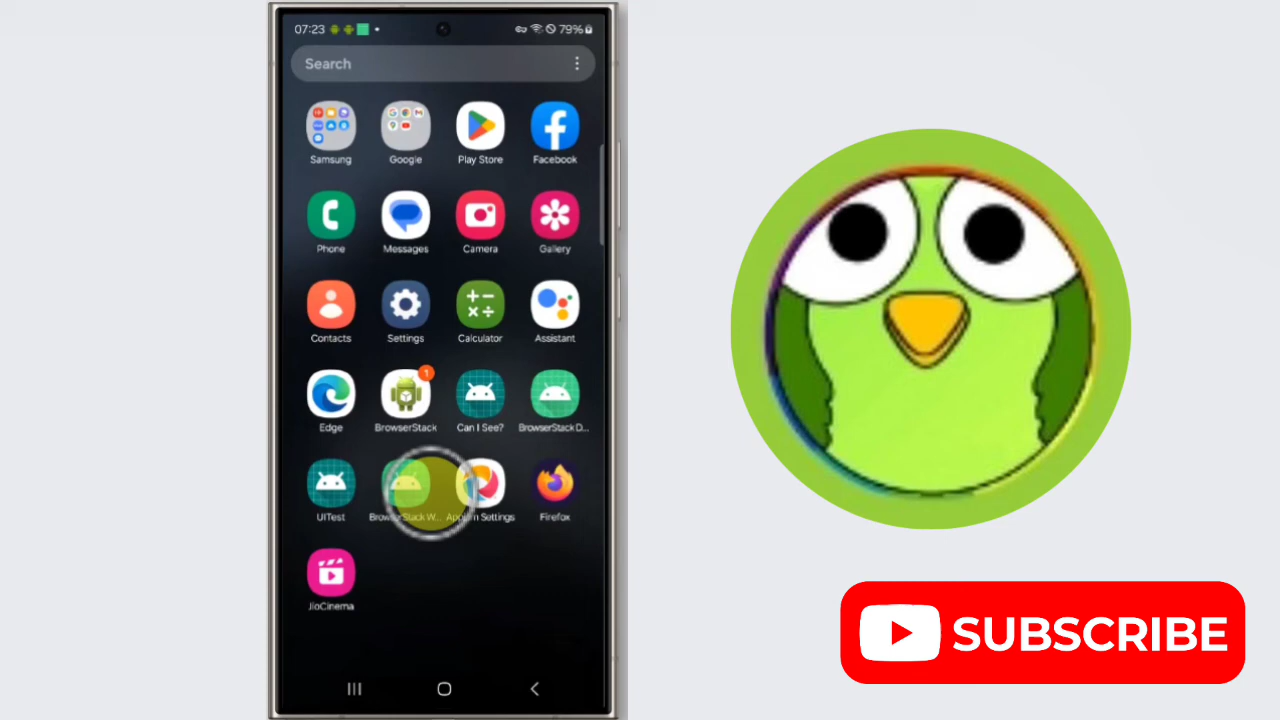 07:23
79%
Search
Samsung
Google
Play Store
Facebook
Phone
Messages
Camera
Gallery
Contacts
Settings
Calculator
Assistant
Edge
1
BrowserStack
Can I See?
BrowserStack D...
UITest
BrowserStack W...
Settings
Firefox
JioCinema
SUBSCRIBE